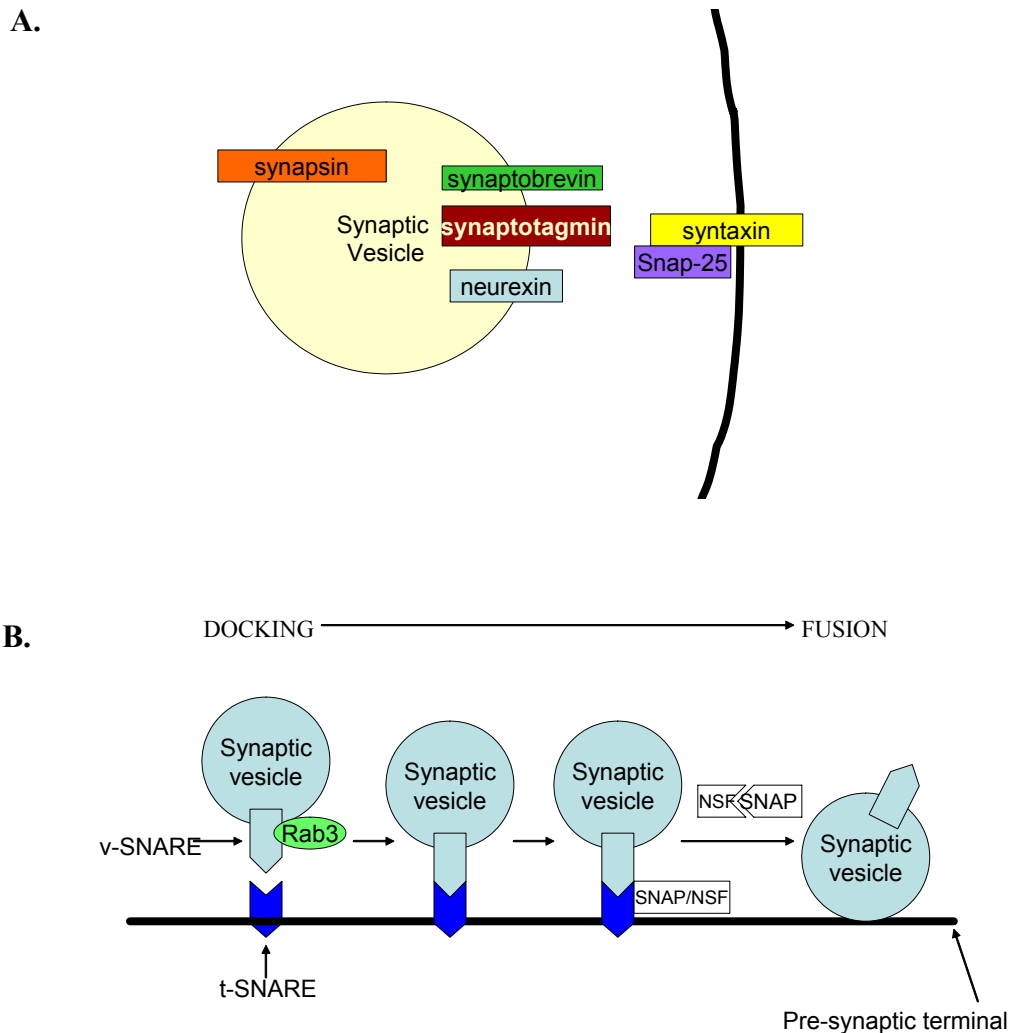 A.
synapsin
synaptobrevin
Synaptic
Vesicle
synaptotagmin
syntaxin
Snap-25
neurexin
B.
DOCKING
FUSION
Synaptic
vesicle
Rab3
v-SNARE
t-SNARE
Synaptic
vesicle
Synaptic
vesicle
SNAP/NSF
NSF
SNAP
Synaptic
vesicle
Pre-synaptic terminal